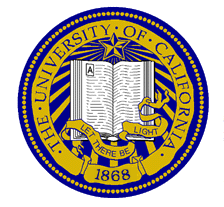 · THE · UNIVERSITY · OF · CALIFORNIA ·
A
LET THERE BE LIGHT
1868